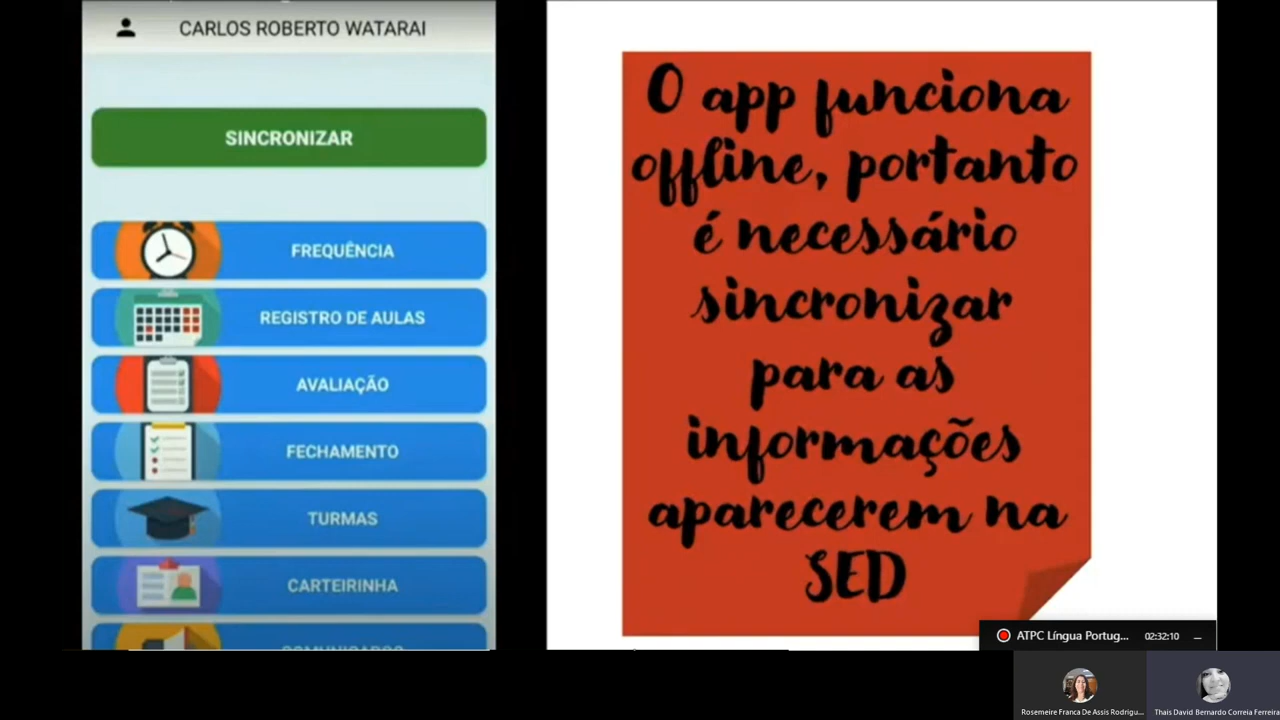 CARLOS ROBERTO WATARAI
SINCRONIZAR
FREQUÊNCIA
REGISTRO DE AULAS
AVALIAÇÃO
FECHAMENTO
TURMAS
CARTEIRINHA
O app funciona
offline, portanto
é necessário
sincronizar
para as
informações
aparecerem na
SED
ATPC Língua Portug... 02:32:10
Rosemeire Franca De Assis Rodrigu...
Thais David Bernardo Correia Ferreira